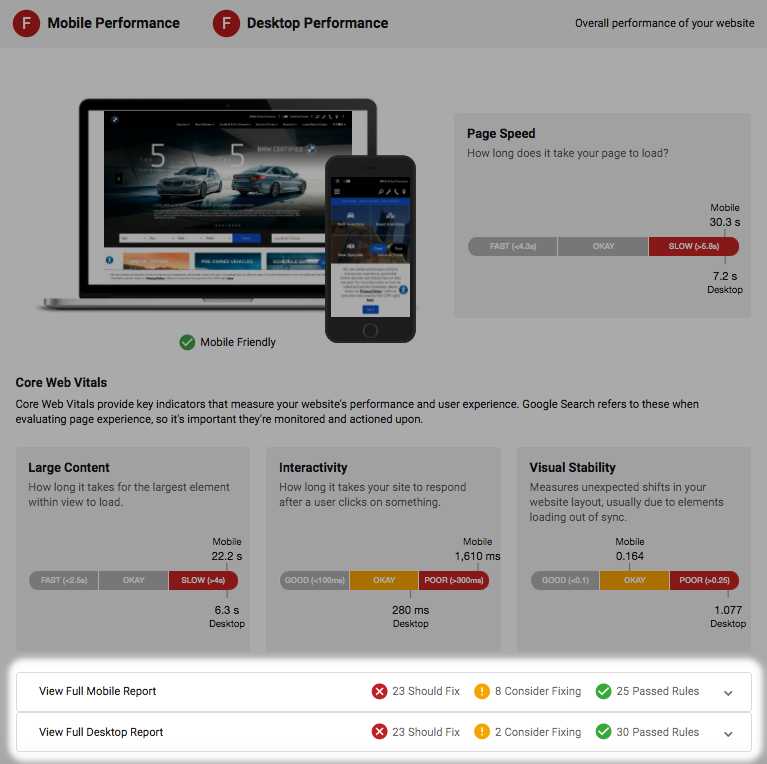 F Mobile Performance F Desktop Performance Overall performance of your website
BMW CERTIFIED
THE 5 THE 5
PRE-OWNED VEHICLES
Page Speed
How long does it take your page to load?
Mobile
30.3 s
FAST (<4.3s) OKAY SLOW (>5.8s)
7.2 s
Desktop
Mobile Friendly
Core Web Vitals
Core Web Vitals provide key indicators that measure your website's performance and user experience. Google Search refers to these when
evaluating page experience, so it's important they're monitored and actioned upon.
Large Content
How long it takes for the largest element
within view to load.
Mobile
22.2 s
FAST (<2.5s) OKAY SLOW (>4s)
6.3 s
Desktop
Interactivity
How long it takes your site to respond
after a user clicks on something.
Mobile
1,610 ms
GOOD (<100ms) OKAY POOR (>300ms)
280 ms
Desktop
Visual Stability
Measures unexpected shifts in your
website layout, usually due to elements
loading out of sync.
Mobile
0.164
GOOD (<0.1) OKAY POOR (>0.25)
1.077
Desktop
View Full Mobile Report 23 Should Fix 8 Consider Fixing 25 Passed Rules
View Full Desktop Report 23 Should Fix 2 Consider Fixing 30 Passed Rules